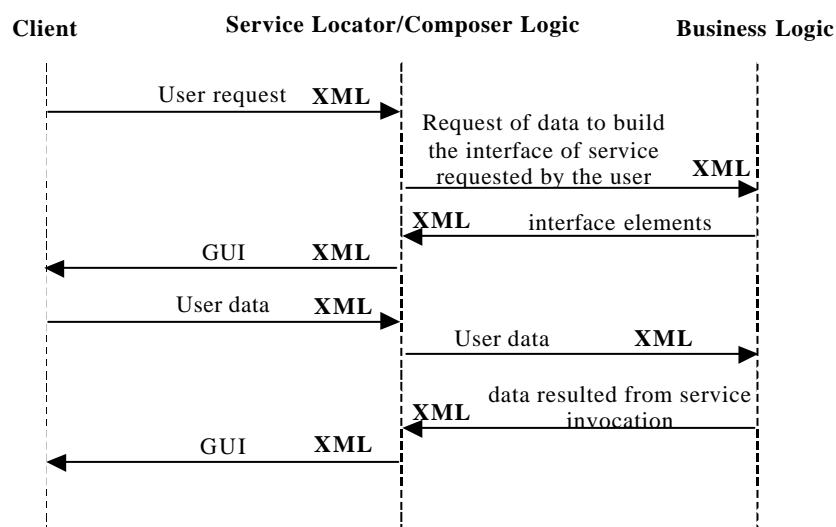 Client
Service Locator/Composer Logic
Business Logic
User request XML
Request of data to build
the interface of service
requested by the user XML
XML interface elements
GUI XML
User data XML
User data XML
data resulted from service
XML invocation
GUI XML